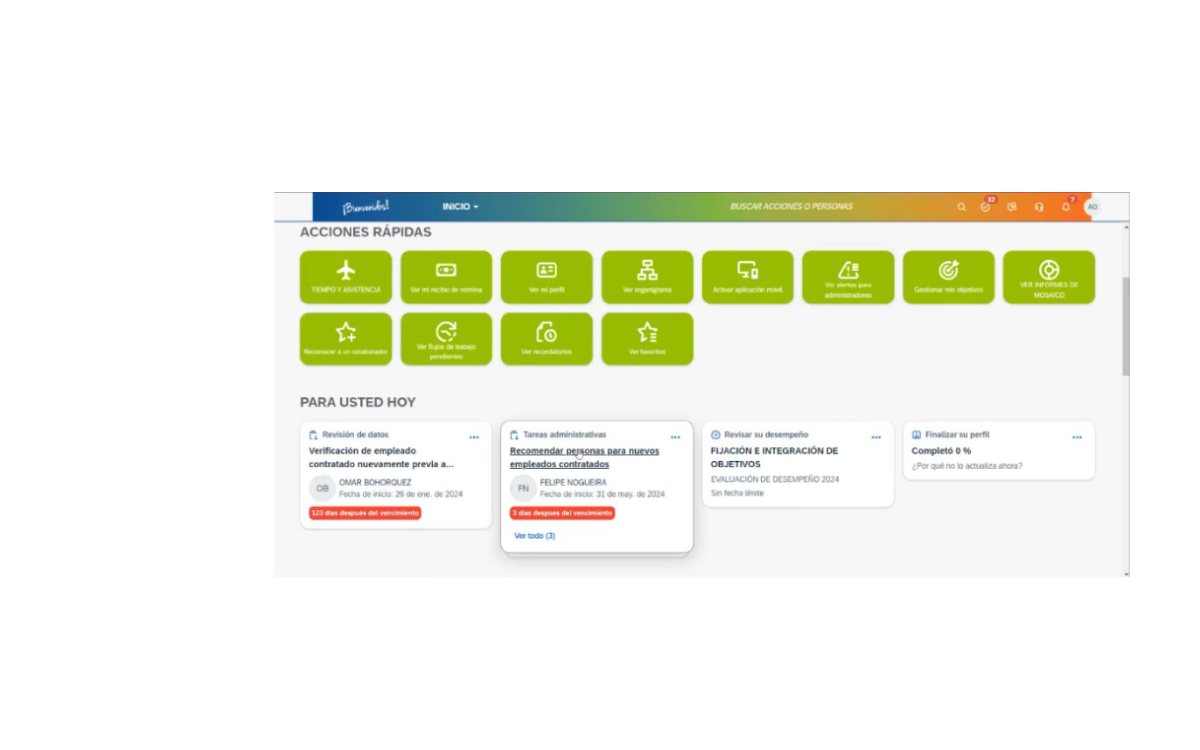 ¡Bienvenidos!
INICIO
BUSCAR ACCIONES O PERSONAS
32
7
AO
ACCIONES RÁPIDAS
TIEMPO Y ASISTENCIA
Ver mi recibo de nómina
Ver mi perfil
Ver organigrama
Activar aplicación móvil
Ver alertas para
administradores
Gestionar mis objetivos
VER INFORMES DE
MOSAICO
Reconocer a un colaborador
Ver flujos de trabajo
pendientes
Ver recordatorios
Ver favoritos
PARA USTED HOY
Revisión de datos
Verificación de empleado
contratado nuevamente previa a...
OB
OMAR BOHORQUEZ
Fecha de inicio: 26 de ene. de 2024
123 días después del vencimiento
Tareas administrativas
Recomendar personas para nuevos
empleados contratados
FN
FELIPE NOGUEIRA
Fecha de inicio: 31 de may. de 2024
3 días después del vencimiento
Ver todo (3)
Revisar su desempeño
FIJACIÓN E INTEGRACIÓN DE
OBJETIVOS
EVALUACIÓN DE DESEMPEÑO 2024
Sin fecha límite
Finalizar su perfil
Completó 0 %
¿Por qué no lo actualiza ahora?